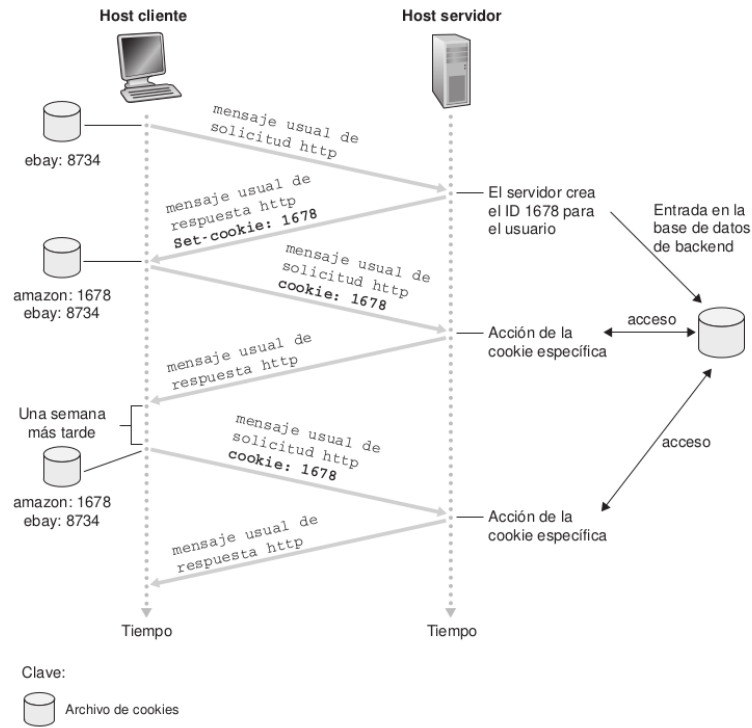 Host cliente
Host servidor
mensaje usual de
solicitud http
ebay: 8734
mensaje usual de
respuesta http
Set-cookie: 1678
El servidor crea
el ID 1678 para
el usuario
Entrada en la
base de datos
de backend
amazon: 1678
ebay: 8734
mensaje usual de
solicitud http
cookie: 1678
Acción de la
cookie específica
acceso
mensaje usual de
respuesta http
Una semana
más tarde
mensaje usual de
solicitud http
cookie: 1678
acceso
amazon: 1678
ebay: 8734
Acción de la
cookie específica
mensaje usual de
respuesta http
Tiempo
Tiempo
Clave:
Archivo de cookies